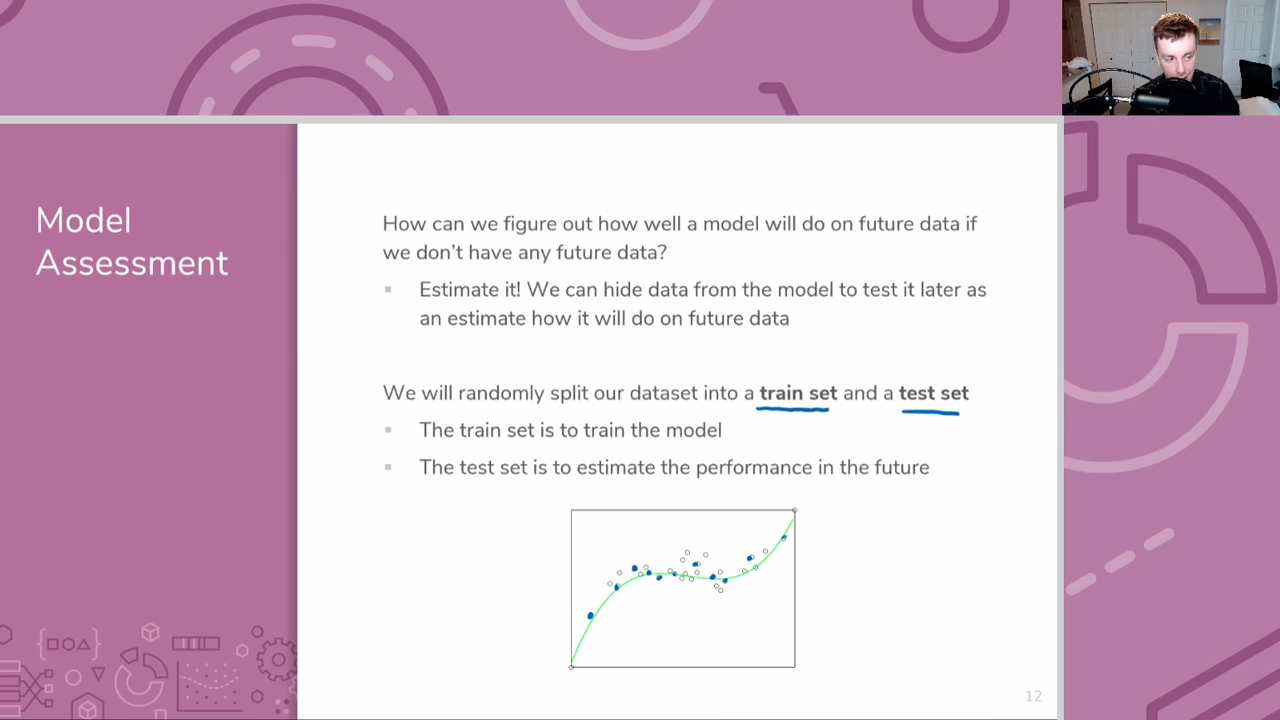 Model
Assessment
How can we figure out how well a model will do on future data if
we don’t have any future data?
Estimate it! We can hide data from the model to test it later as
an estimate how it will do on future data
We will randomly split our dataset into a train set and a test set
The train set is to train the model
The test set is to estimate the performance in the future
12